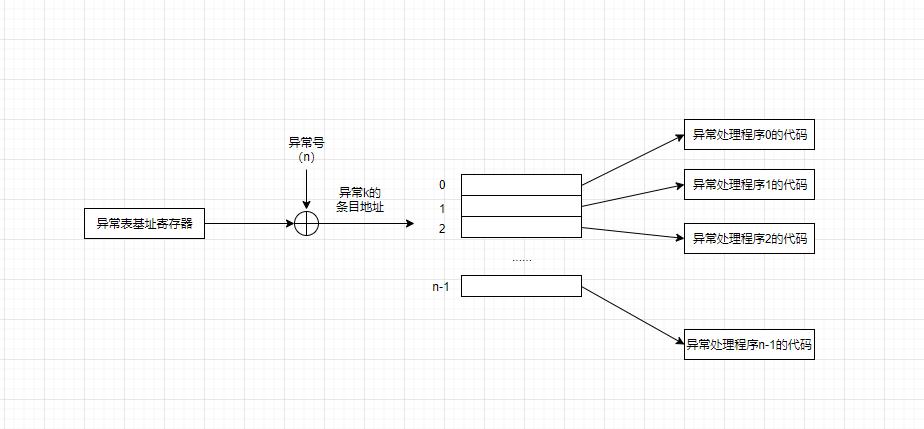 异常处理程序0的代码
异常号
（n）
异常k的
条目地址
0
异常处理程序1的代码
1
异常表基址寄存器
2
异常处理程序2的代码
......
n-1
异常处理程序n-1的代码